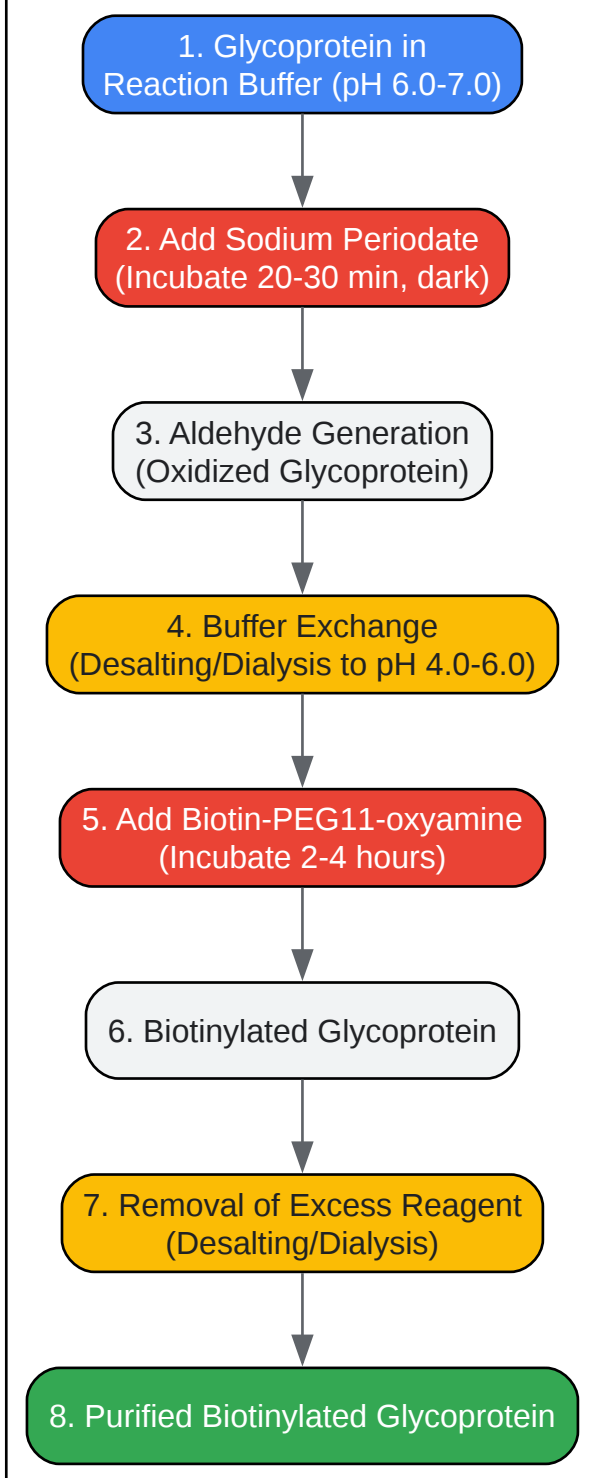 1. Glycoprotein in
Reaction Buffer (pH 6.0-7.0)
2. Add Sodium Periodate
(Incubate 20-30 min, dark)
3. Aldehyde Generation
(Oxidized Glycoprotein)
4. Buffer Exchange
(Desalting/Dialysis to pH 4.0-6.0)
5. Add Biotin-PEG11-oxyamine
(Incubate 2-4 hours)
6. Biotinylated Glycoprotein
7. Removal of Excess Reagent
(Desalting/Dialysis)
8. Purified Biotinylated Glycoprotein